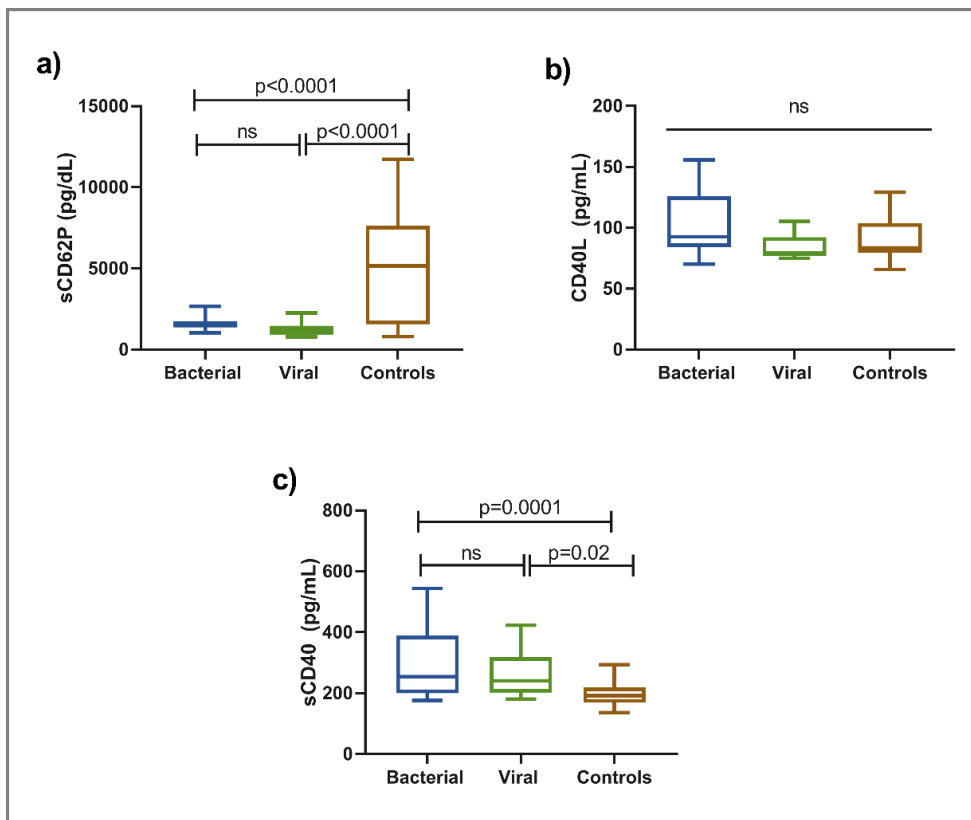 a)
p<0.0001
ns
p<0.0001
sCD62P (pg/dL)
15000
10000
5000
0
Bacterial Viral Controls
b)
ns
CD40L (pg/mL)
200
150
100
50
0
Bacterial Viral Controls
c)
p=0.0001
ns
p=0.02
sCD40 (pg/mL)
800
600
400
200
0
Bacterial Viral Controls